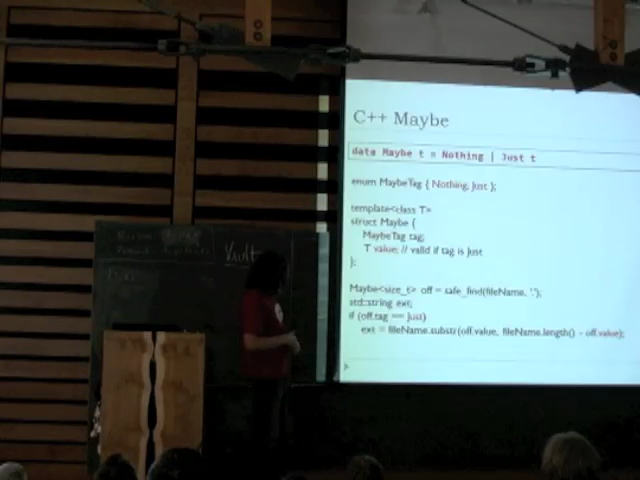 C++ Maybe
data Maybe t = Nothing | Just t
enum MaybeTag { Nothing, Just };
template<class T>
struct Maybe {
MaybeTag tag;
T value; // valid if tag is Just
};
Maybe<size_t> off = safe_find(fileName, '.');
std::string ext;
if (off.tag == Just)
ext = fileName.substr(off.value, fileName.length() - off.value);
Vault